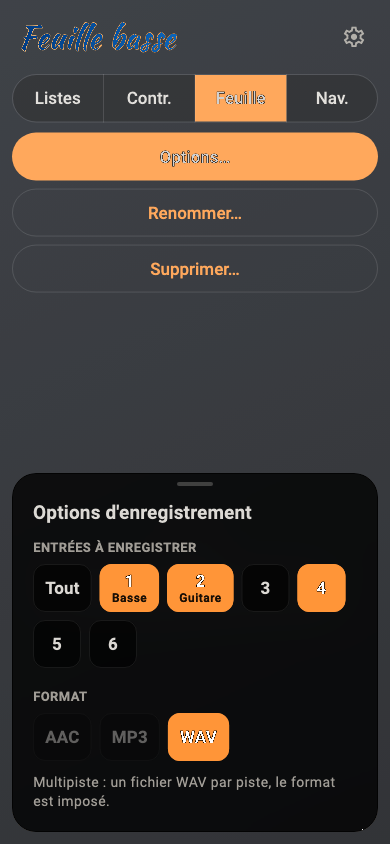 Feuille basse
Listes Contr. Feuille Nav.
Options...
Renommer...
Supprimer...
Options d'enregistrement
ENTRÉES À ENREGISTRER
Tout 1 Basse 2 Guitare 3 4
5 6
FORMAT
AAC MP3 WAV
Multipiste : un fichier WAV par piste, le format
est imposé.